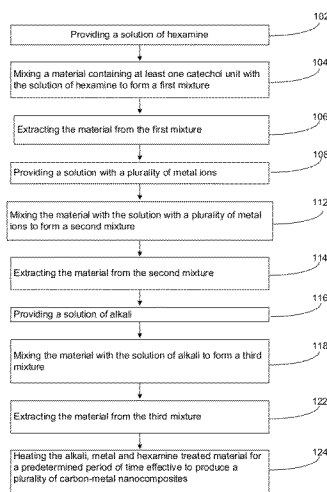 102
Providing a solution of hexamine
104
Mixing a material containing at least one catechol unit with
the solution of hexamine to form a first mixture
106
Extracting the material from the first mixture
108
Providing a solution with a plurality of metal ions
112
Mixing the material with the solution with a plurality of metal
ions to form a second mixture
114
Extracting the material from the second mixture
116
Providing a solution of alkali
118
Mixing the material with the solution of alkali to form a third
mixture
122
Extracting the material from the third mixture
124
Heating the alkali, metal and hexamine treated material for
a predetermined period of time effective to produce a
plurality of carbon-metal nanocomposites